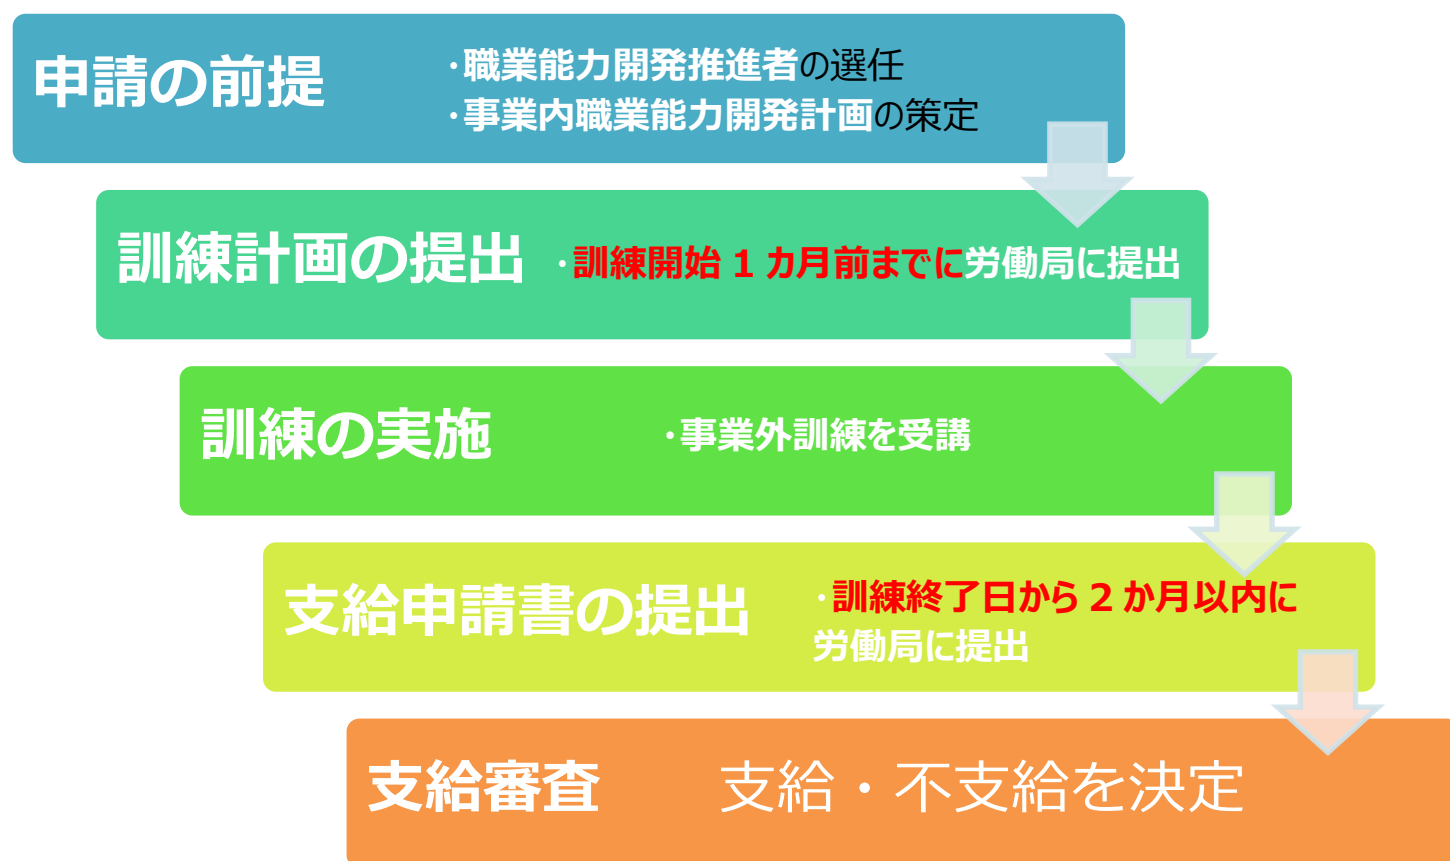 申請の前提
・職業能力開発推進者の選任
・事業内職業能力開発計画の策定
訓練計画の提出
・訓練開始1カ月前までに労働局に提出
訓練の実施
・事業外訓練を受講
支給申請書の提出
・訓練終了日から2か月以内に
労働局に提出
支給審査
支給・不支給を決定